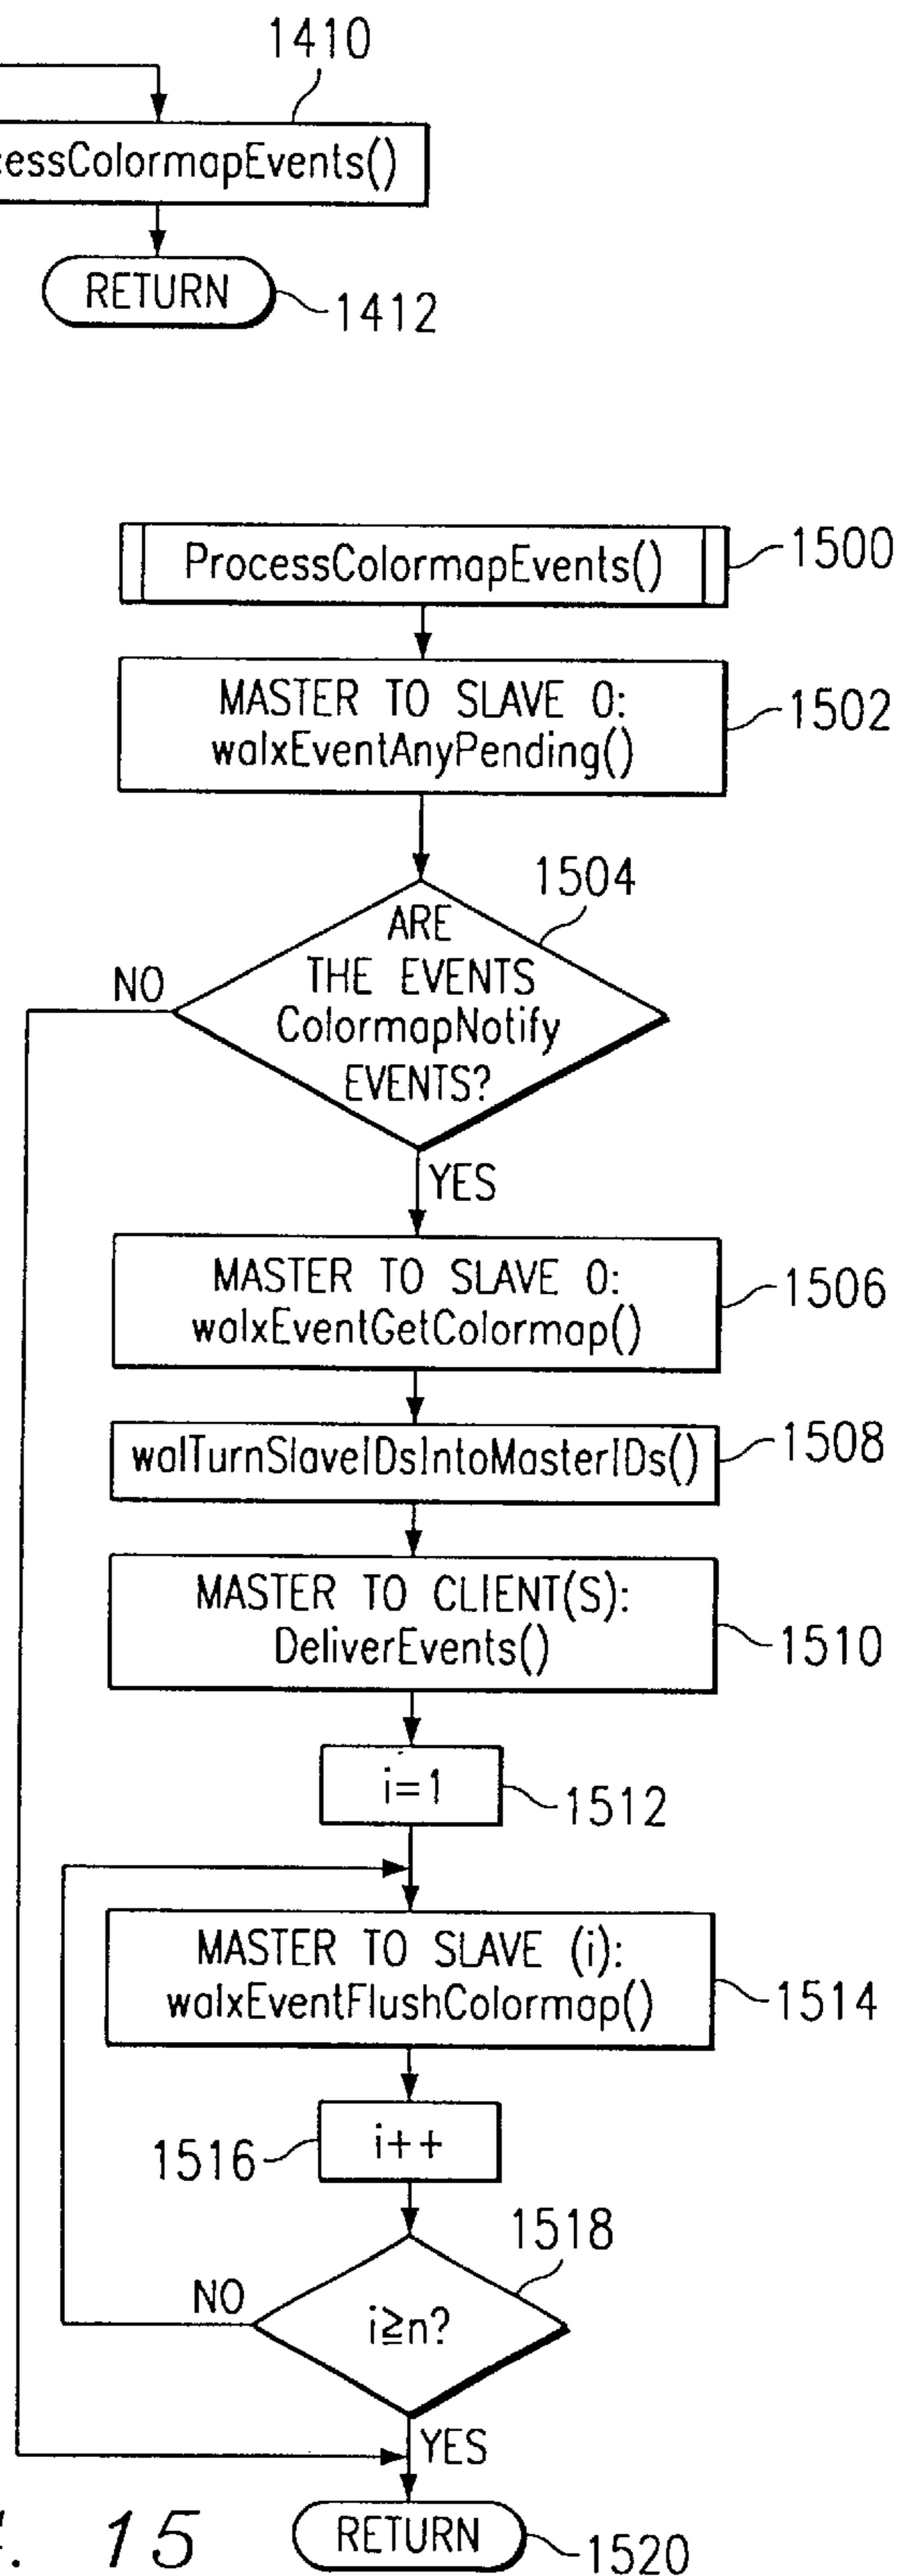 1410
cessColormapEvents()
RETURN
1412
ProcessColormapEvents()
1500
MASTER TO SLAVE 0:
walxEventAnyPending()
1502
1504
ARE
THE EVENTS
ColormapNotify
EVENTS?
NO
YES
MASTER TO SLAVE 0:
walxEventGetColormap()
1506
walTurnSlaveIDsIntoMasterIDs()
1508
MASTER TO CLIENT(S):
DeliverEvents()
1510
i=1
1512
MASTER TO SLAVE (i):
walxEventFlushColormap()
1514
i++
1516
1518
i≧n?
NO
YES
RETURN
1520
. 15